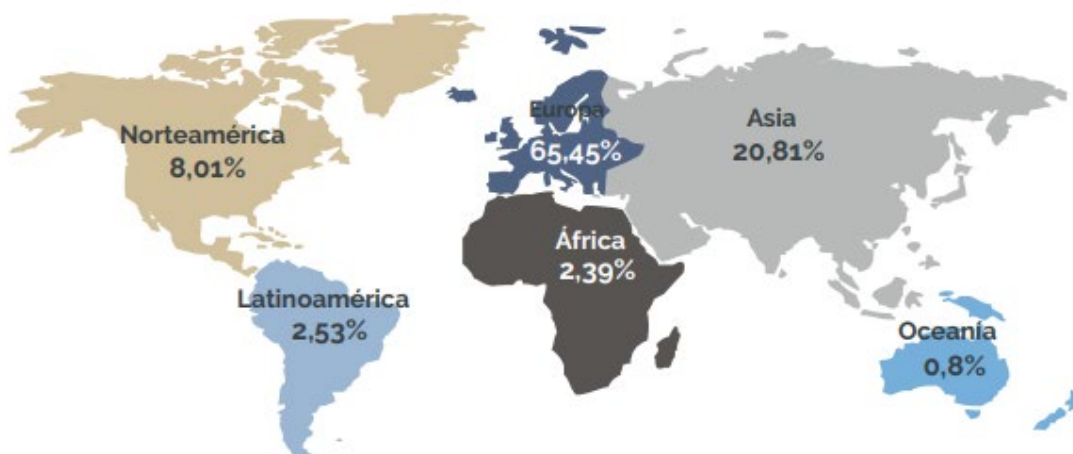 Norteamérica
8,01%
Europa
65,45%
Asia
20,81%
África
2,39%
Latinoamérica
2,53%
Oceanía
0,8%